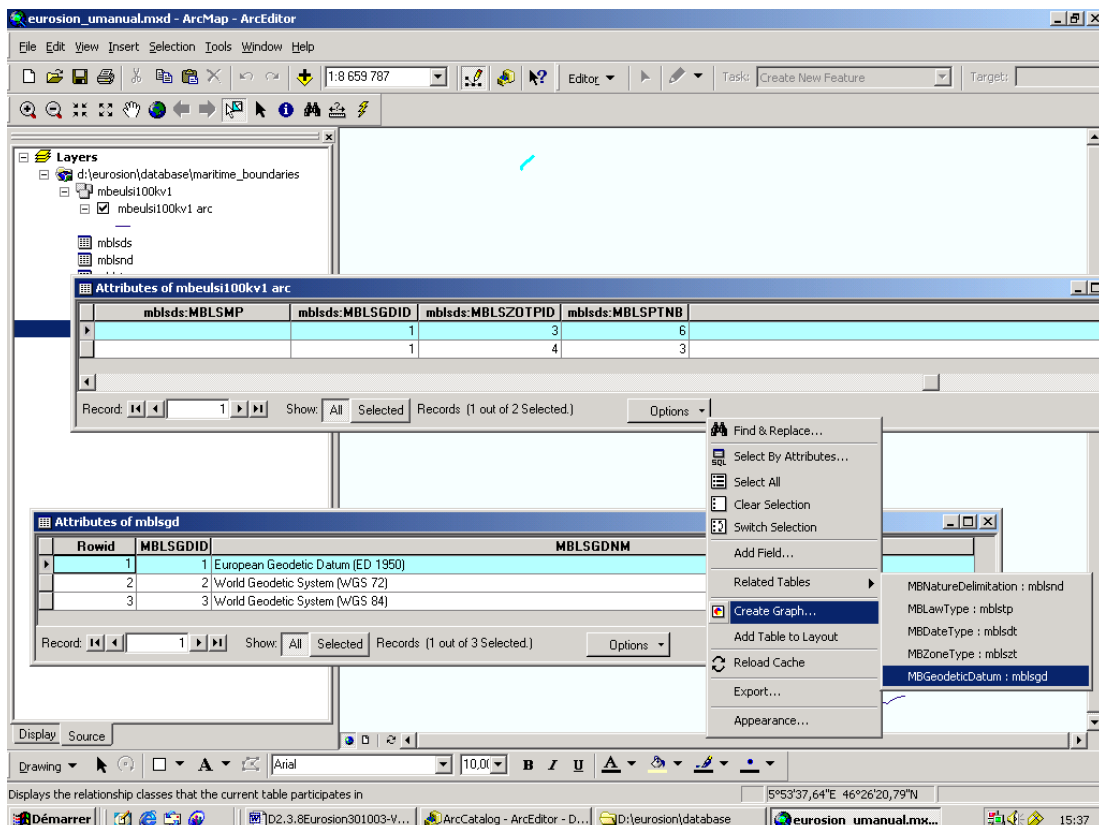 eurosion_umanual.mxd - ArcMap - ArcEditor
File Edit View Insert Selection Tools Window Help
1:8 659 787 Editor Task: Create New Feature Target:
Layers
d:\eurosion\database\maritime_boundaries
mbeulsi100kv1
mbeulsi100kv1 arc
mblsds
mblsnd
Attributes of mbeulsi100kv1 arc
mblsds:MBLSMP mblsds:MBLSGDID mblsds:MBLSZOTPID mblsds:MBLSPTNB
1 3 6
1 4 3
Record: 1 Show: All Selected Records (1 out of 2 Selected.) Options
Find & Replace...
SQL Select By Attributes...
Select All
Clear Selection
Switch Selection
Add Field...
Related Tables
Create Graph...
Add Table to Layout
Reload Cache
Export...
Appearance...
MBNatureDelimitation : mblsnd
MBLawType : mblstp
MBDateType : mblsdt
MBZoneType : mblszt
MBGeodeticDatum : mblsgd
Attributes of mblsgd
Rowid MBLSGDID MBLSGDNM
1 1 European Geodetic Datum (ED 1950)
2 2 World Geodetic System (WGS 72)
3 3 World Geodetic System (WGS 84)
Record: 1 Show: All Selected Records (1 out of 3 Selected.) Options
Display Source
Drawing A Arial 10,0 B I U A
Displays the relationship classes that the current table participates in 5°53'37,64"E 46°26'20,79"N
Démarrer D2.3.8Eurosion301003-V... ArcCatalog - ArcEditor - D... D:\eurosion\database eurosion_umanual.mx... 15:37